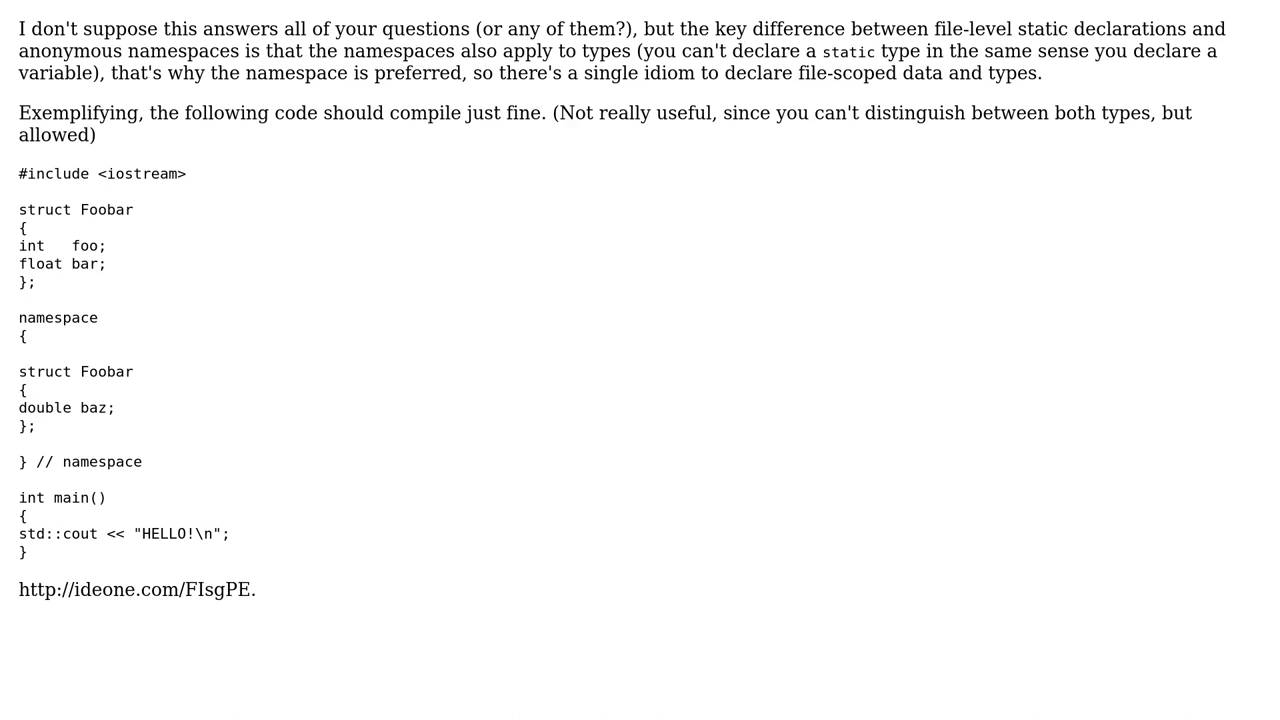 I don't suppose this answers all of your questions (or any of them?), but the key difference between file-level static declarations and
anonymous namespaces is that the namespaces also apply to types (you can't declare a static type in the same sense you declare a
variable), that's why the namespace is preferred, so there's a single idiom to declare file-scoped data and types.
Exemplifying, the following code should compile just fine. (Not really useful, since you can't distinguish between both types, but
allowed)
#include <iostream>
struct Foobar
{
int   foo;
float bar;
};
namespace
{
struct Foobar
{
double baz;
};
} // namespace
int main()
{
std::cout << "HELLO!\n";
}
http://ideone.com/FIsgPE.